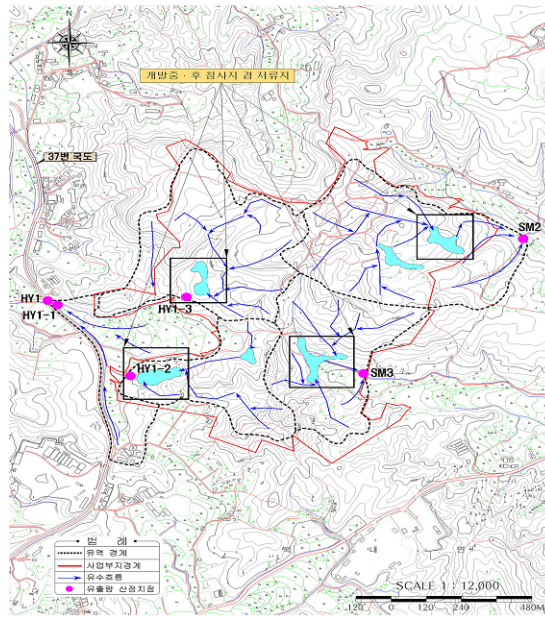 개발중·후 침사지 겸 저류지
37번 국도
SM2
HY1
HY1-1
HY1-3
HY1-2
SM3
범 례
유역 경계
사업부지경계
유수흐름
유출량 산정지점
SCALE 1 : 12,000
120 0 120 240 480M